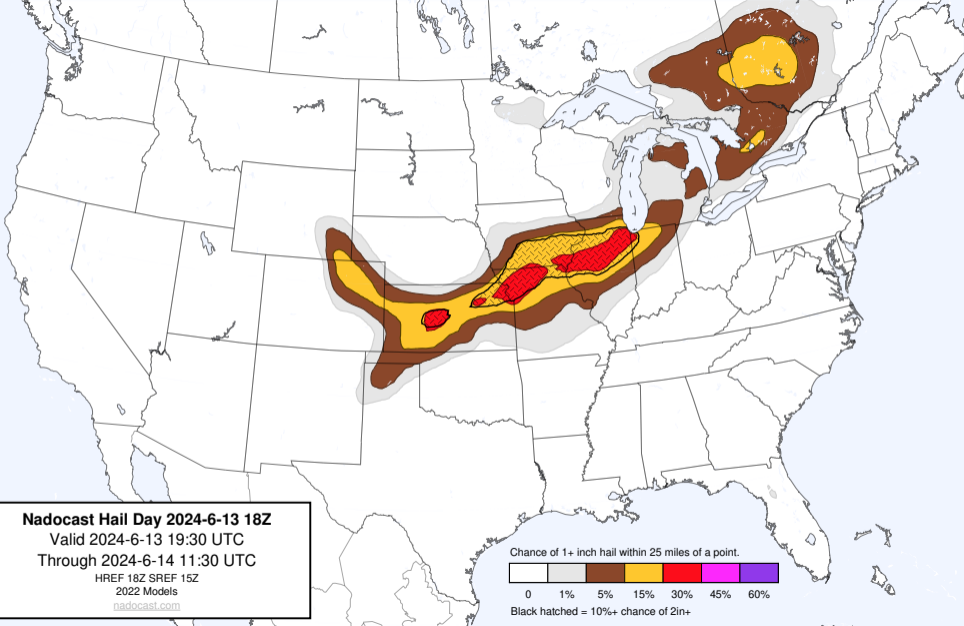 Nadocast Hail Day 2024-6-13 18Z
Valid 2024-6-13 19:30 UTC
Through 2024-6-14 11:30 UTC
HREF 18Z SREF 15Z
2022 Models
nadocast.com
Chance of 1+ inch hail within 25 miles of a point.
0 1% 5% 15% 30% 45% 60%
Black hatched = 10%+ chance of 2in+